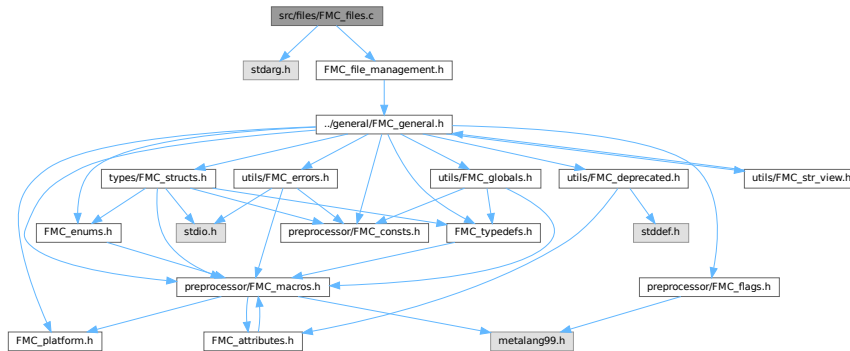 src/files/FMC_files.c
stdarg.h
FMC_file_management.h
../general/FMC_general.h
types/FMC_structs.h
utils/FMC_errors.h
utils/FMC_globals.h
utils/FMC_deprecated.h
utils/FMC_str_view.h
FMC_enums.h
stdio.h
preprocessor/FMC_consts.h
FMC_typedefs.h
stddef.h
preprocessor/FMC_macros.h
preprocessor/FMC_flags.h
FMC_platform.h
FMC_attributes.h
metalang99.h